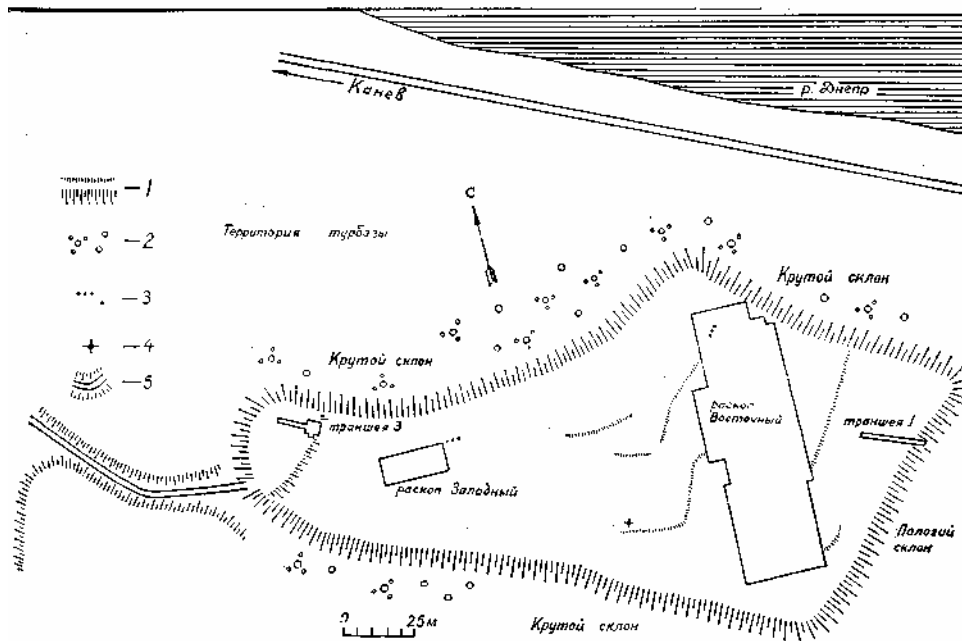 р. Днепр
Канев
— 1
С
Территория турбазы
— 2
Крутой склон
— 3
— 4
Крутой склон
— 5
раскоп
Восточный
траншея 1
траншея 3
раскоп Западный
Пологий
склон
0 25м
Крутой склон